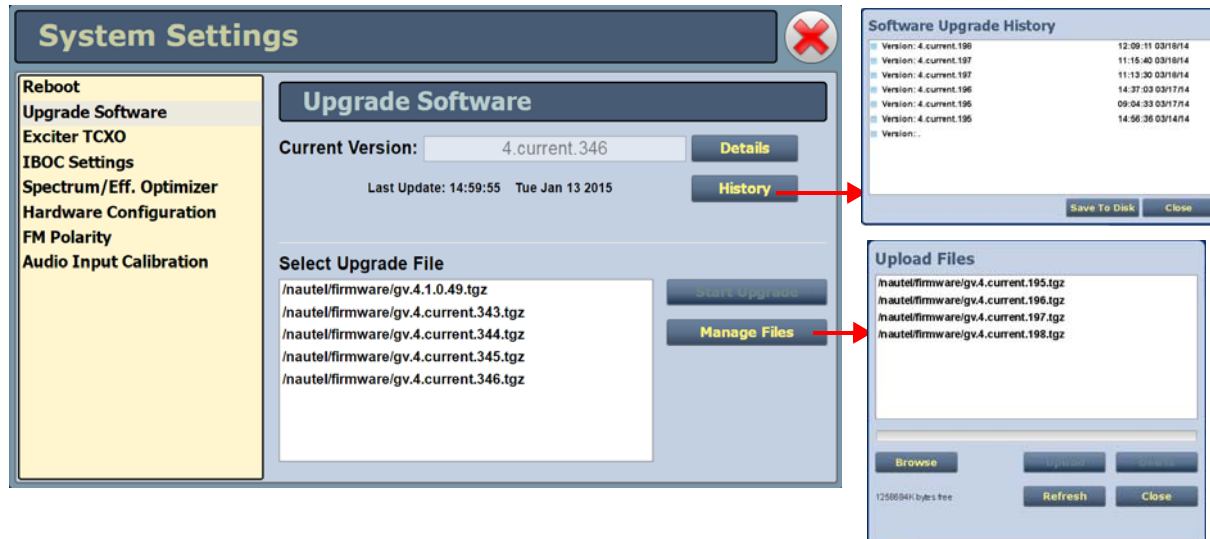 System Settings
Reboot
Upgrade Software
Exciter TCXO
IBOC Settings
Spectrum/Eff. Optimizer
Hardware Configuration
FM Polarity
Audio Input Calibration
Upgrade Software
Current Version: 4.current.346 Details
Last Update: 14:59:55 Tue Jan 13 2015 History
Select Upgrade File
/nautel/firmware/gv.4.1.0.49.tgz
/nautel/firmware/gv.4.current.343.tgz
/nautel/firmware/gv.4.current.344.tgz
/nautel/firmware/gv.4.current.345.tgz
/nautel/firmware/gv.4.current.346.tgz
Start Upgrade
Manage Files
Software Upgrade History
Version: 4.current.198 12:09:11 03/18/14
Version: 4.current.197 11:15:40 03/18/14
Version: 4.current.197 11:13:30 03/18/14
Version: 4.current.196 14:37:03 03/17/14
Version: 4.current.195 09:04:33 03/17/14
Version: 4.current.195 14:56:36 03/14/14
Version: .
Save To Disk Close
Upload Files
/nautel/firmware/gv.4.current.195.tgz
/nautel/firmware/gv.4.current.196.tgz
/nautel/firmware/gv.4.current.197.tgz
/nautel/firmware/gv.4.current.198.tgz
Browse Upload Delete
1258684K bytes free Refresh Close